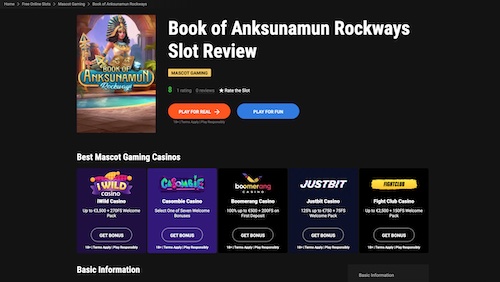 Home > Free Online Slots > Mascot Gaming > Book of Anksunamun Rockways
BOOK OF
ANKSUNAMUN
Rockways
Book of Anksunamun Rockways
Slot Review
MASCOT GAMING
8 1 rating 0 reviews ★ Rate the Slot
PLAY FOR REAL →
PLAY FOR FUN
18+ | Terms Apply | Play Responsibly
Best Mascot Gaming Casinos
I WILD
casino
IWild Casino
Up to €3,500 + 270FS Welcome
Pack
GET BONUS
18+ | Terms Apply | Play Responsibly
CASOMBIE
Casombie Casino
Select One of Seven Welcome
Bonuses
GET BONUS
18+ | Terms Apply | Play Responsibly
boomerang
CASINO
Boomerang Casino
100% up to €500 + 200FS on
First Deposit
GET BONUS
18+ | Terms Apply | Play Responsibly
JUSTBIT
Justbit Casino
125% up to €750 + 75FS
Welcome Pack
GET BONUS
18+ | Terms Apply | Play Responsibly
FIGHTCLUB
Fight Club Casino
Up to €2,500 + 150FS Welcome
Pack
GET BONUS
18+ | Terms Apply | Play Responsibly
Basic Information
Basic Information